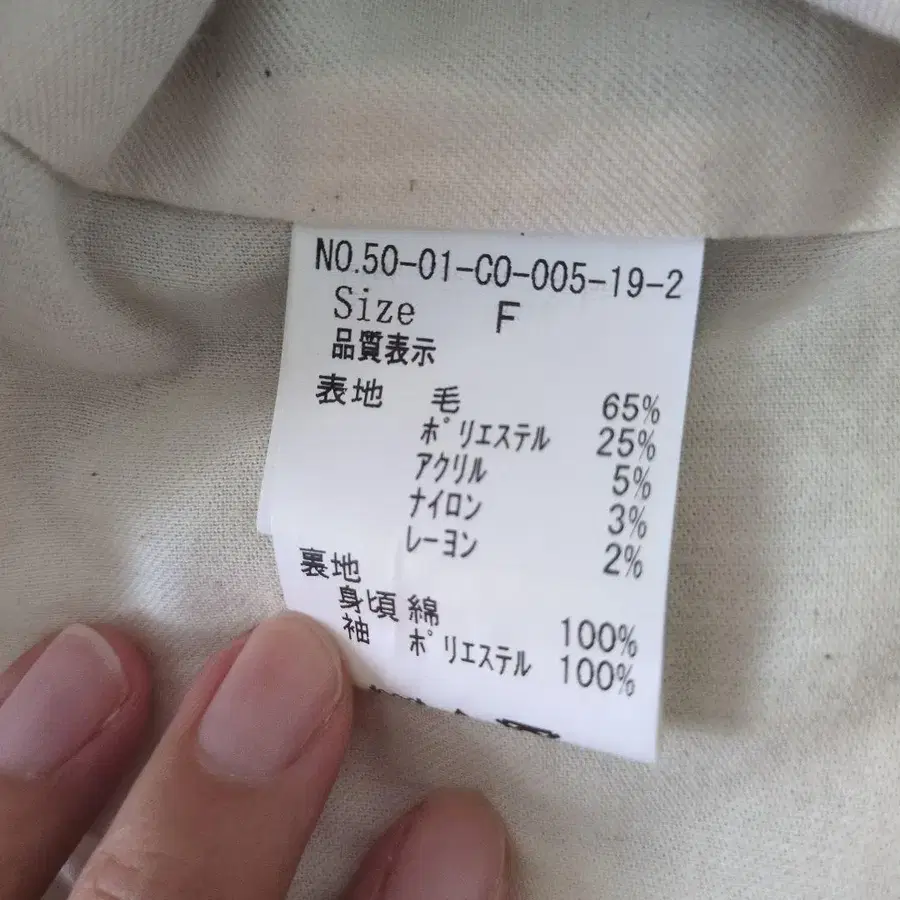 NO.50-01-CO-005-19-2
Size F
品質表示
表地 毛 65%
ポリエステル 25%
アクリル 5%
ナイロン 3%
レーヨン 2%
裏地
身頃 綿 100%
袖 ポリエステル 100%